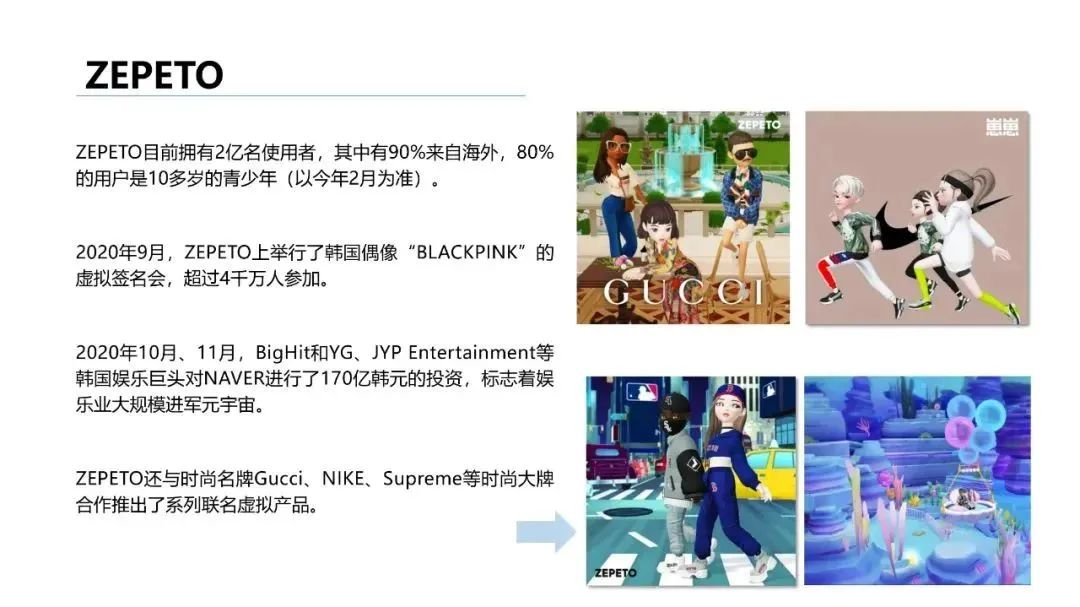 ZEPETO
ZEPETO目前拥有2亿名使用者，其中有90%来自海外，80%
的用户是10多岁的青少年（以今年2月为准）。
2020年9月，ZEPETO上举行了韩国偶像“BLACKPINK”的
虚拟签名会，超过4千万人参加。
2020年10月、11月，BigHit和YG、JYP Entertainment等
韩国娱乐巨头对NAVER进行了170亿韩元的投资，标志着娱
乐业大规模进军元宇宙。
ZEPETO还与时尚名牌Gucci、NIKE、Supreme等时尚大牌
合作推出了系列联名虚拟产品。
ZEPETO
GUCCI
崽崽
ZEPETO